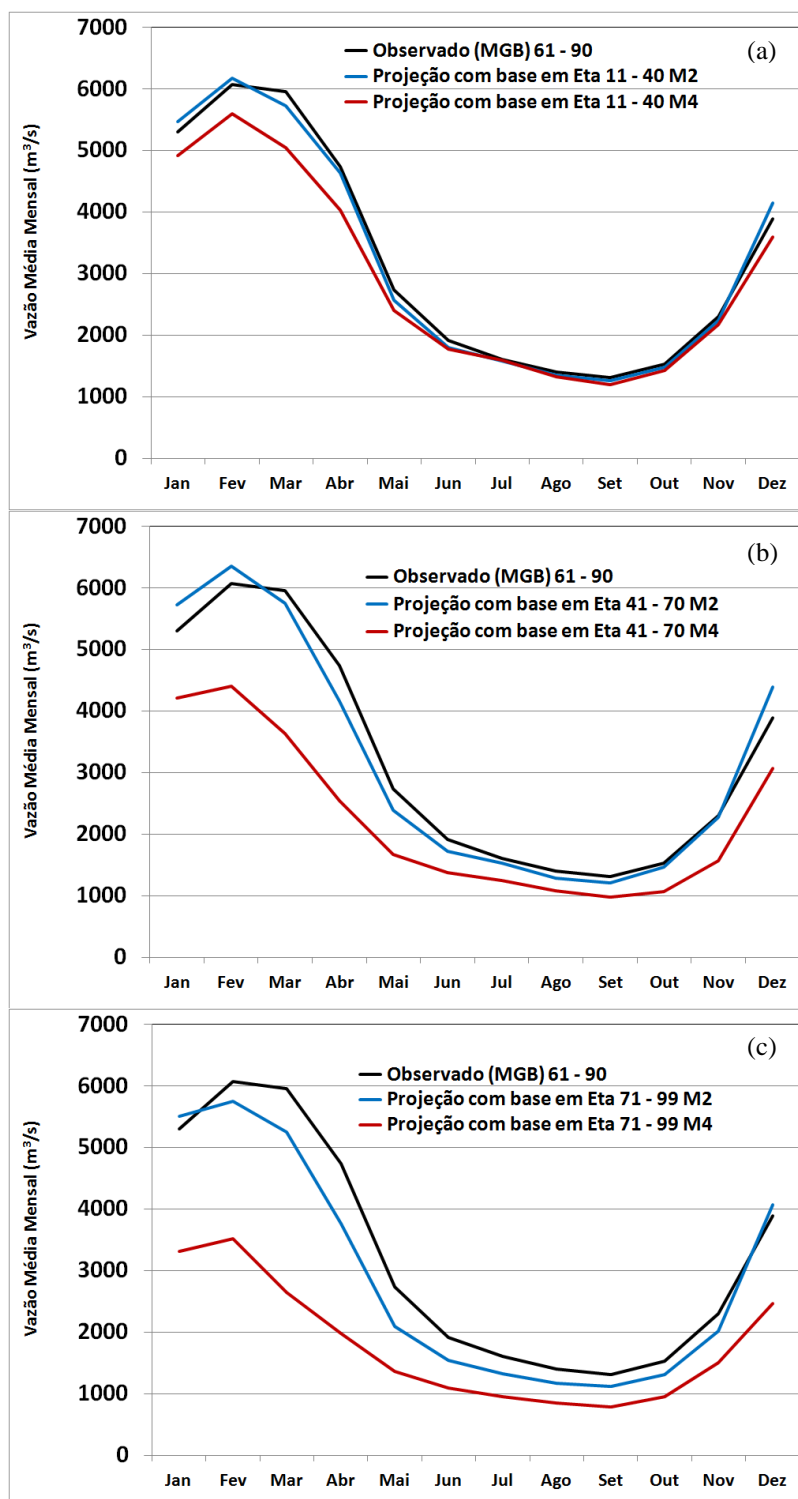 (a)
Observado (MGB) 61 - 90
Projeção com base em Eta 11 - 40 M2
Projeção com base em Eta 11 - 40 M4
Vazão Média Mensal (m³/s)
7000
6000
5000
4000
3000
2000
1000
0
Jan Fev Mar Abr Mai Jun Jul Ago Set Out Nov Dez
(b)
Observado (MGB) 61 - 90
Projeção com base em Eta 41 - 70 M2
Projeção com base em Eta 41 - 70 M4
Vazão Média Mensal (m³/s)
7000
6000
5000
4000
3000
2000
1000
0
Jan Fev Mar Abr Mai Jun Jul Ago Set Out Nov Dez
(c)
Observado (MGB) 61 - 90
Projeção com base em Eta 71 - 99 M2
Projeção com base em Eta 71 - 99 M4
Vazão Média Mensal (m³/s)
7000
6000
5000
4000
3000
2000
1000
0
Jan Fev Mar Abr Mai Jun Jul Ago Set Out Nov Dez